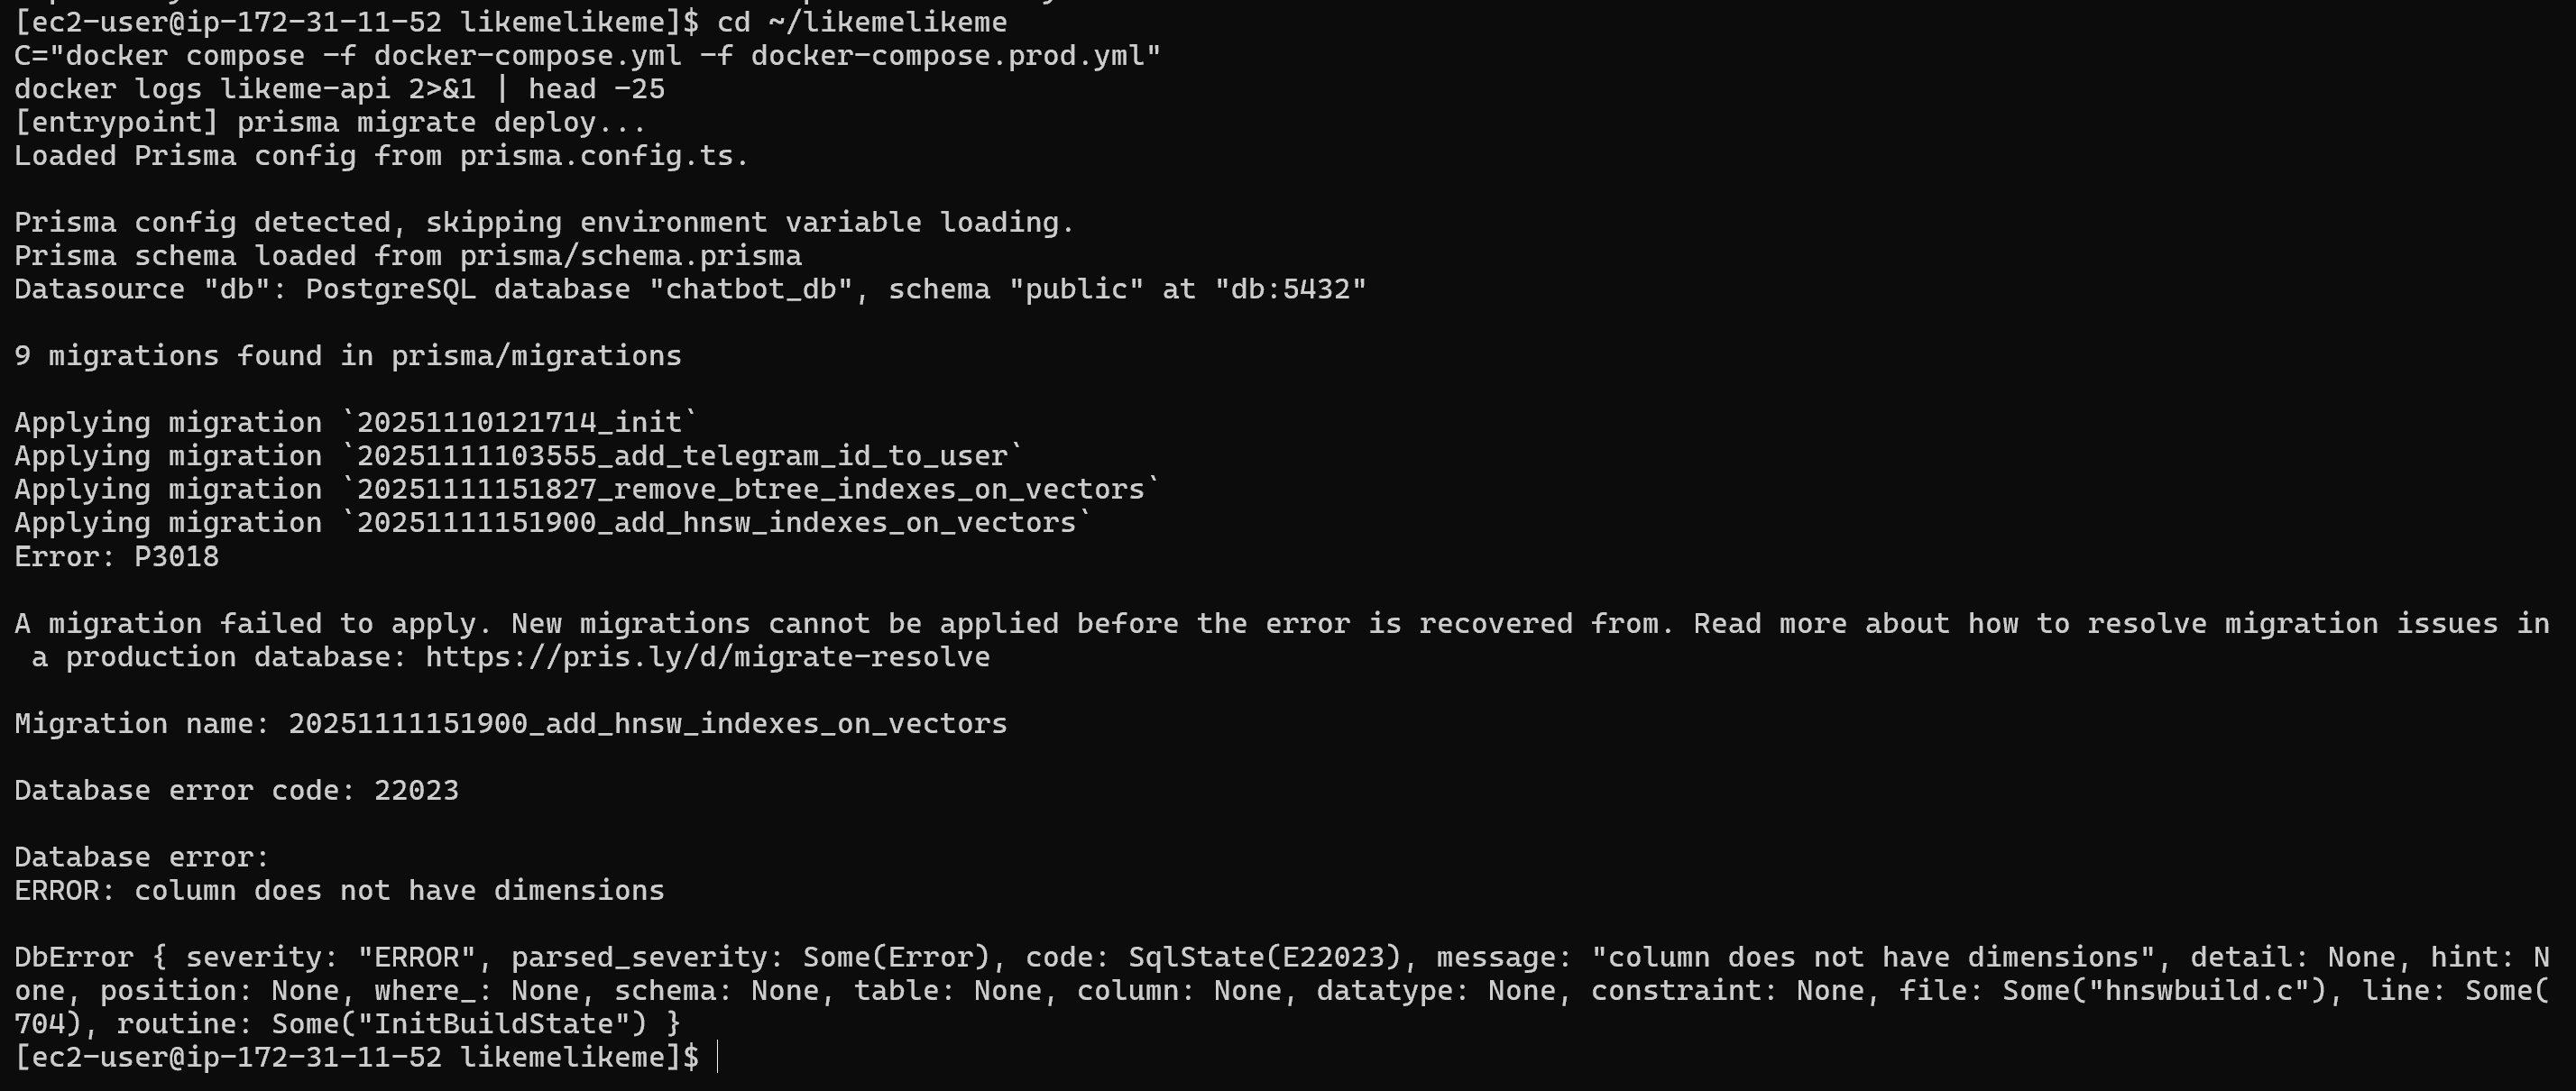 [ec2-user@ip-172-31-11-52 likemelikeme]$ cd ~/likemelikeme
C="docker compose -f docker-compose.yml -f docker-compose.prod.yml"
docker logs likeme-api 2>&1 | head -25
[entrypoint] prisma migrate deploy...
Loaded Prisma config from prisma.config.ts.

Prisma config detected, skipping environment variable loading.
Prisma schema loaded from prisma/schema.prisma
Datasource "db": PostgreSQL database "chatbot_db", schema "public" at "db:5432"

9 migrations found in prisma/migrations

Applying migration `20251110121714_init`
Applying migration `20251111103555_add_telegram_id_to_user`
Applying migration `20251111151827_remove_btree_indexes_on_vectors`
Applying migration `20251111151900_add_hnsw_indexes_on_vectors`
Error: P3018

A migration failed to apply. New migrations cannot be applied before the error is recovered from. Read more about how to resolve migration issues in
 a production database: https://pris.ly/d/migrate-resolve

Migration name: 20251111151900_add_hnsw_indexes_on_vectors

Database error code: 22023

Database error:
ERROR: column does not have dimensions

DbError { severity: "ERROR", parsed_severity: Some(Error), code: SqlState(E22023), message: "column does not have dimensions", detail: None, hint: N
one, position: None, where_: None, schema: None, table: None, column: None, datatype: None, constraint: None, file: Some("hnswbuild.c"), line: Some(
704), routine: Some("InitBuildState") }
[ec2-user@ip-172-31-11-52 likemelikeme]$